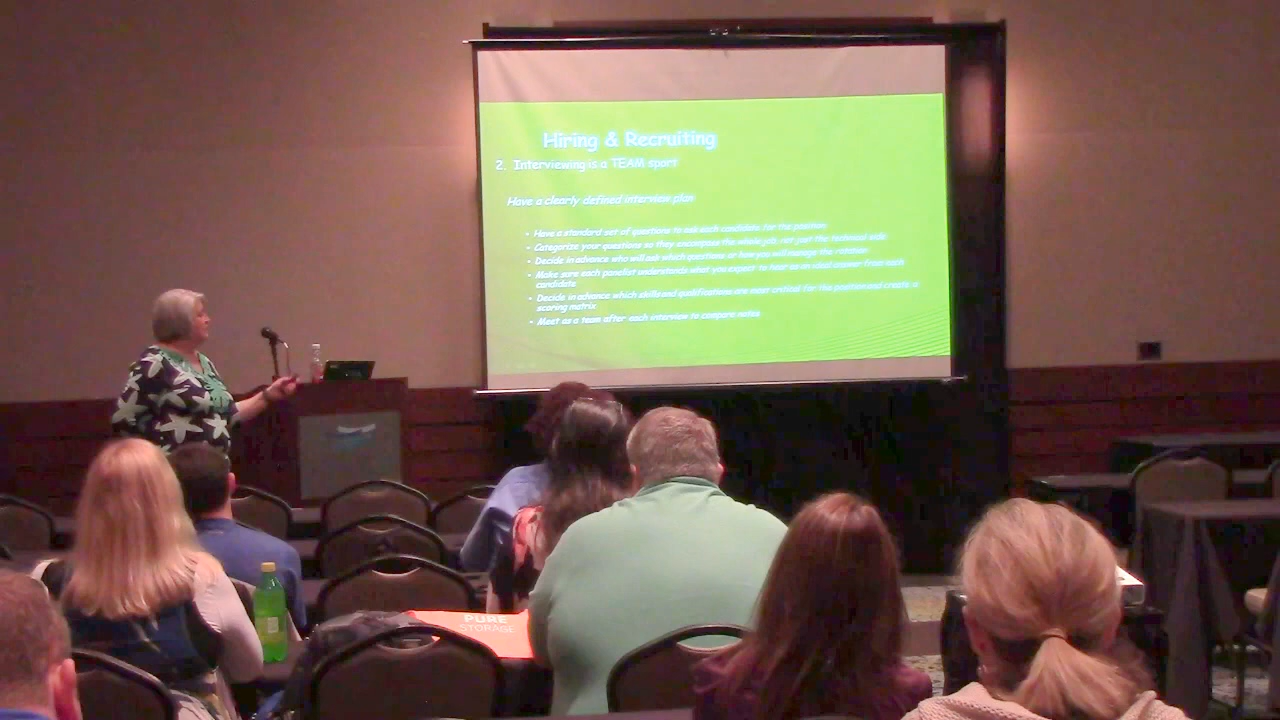 Hiring & Recruiting
2. Interviewing is a TEAM sport
Have a clearly defined interview plan
• Have a standard set of questions to ask each candidate for the position
• Categorize your questions so they encompass the whole job, not just the technical side
• Decide in advance who will ask which questions or how you will manage the rotation
• Make sure each panelist understands what you expect to hear as an ideal answer from each
candidate
• Decide in advance which skills and qualifications are most critical for the position and create a
scoring matrix
• Meet as a team after each interview to compare notes
PURE
STORAGE